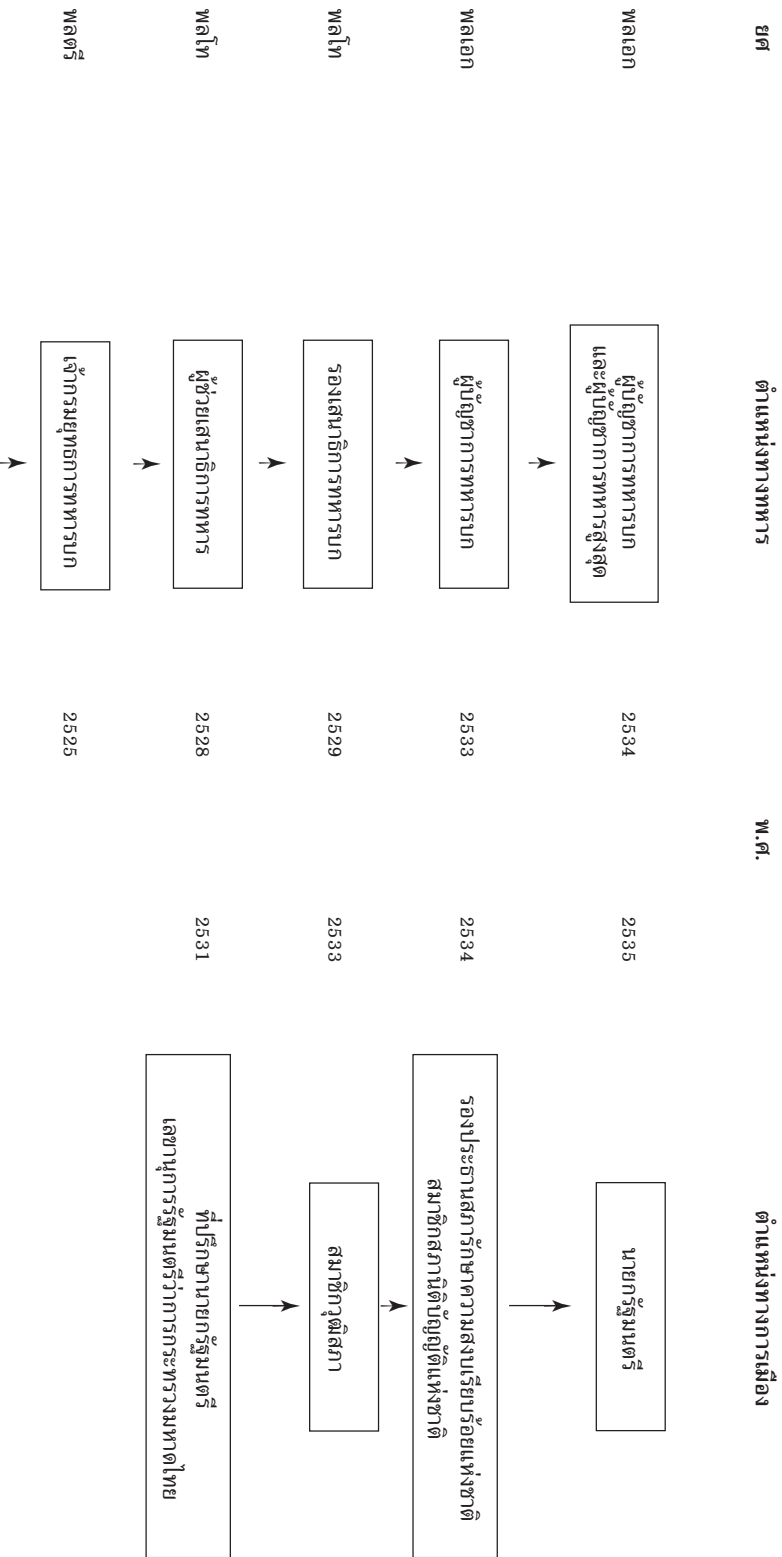 ยศ ตำแหน่งทางทหาร พ.ศ. ตำแหน่งทางการเมือง
พลเอก
ผู้บัญชาการทหารบก
และผู้บัญชาการทหารสูงสุด
2534
2535
นายกรัฐมนตรี
พลเอก
ผู้บัญชาการทหารบก
2533
2534
รองประธานสภารักษาความสงบเรียบร้อยแห่งชาติ
สมาชิกสภานิติบัญญัติแห่งชาติ
พลโท
รองเสนาธิการทหารบก
2529
2533
สมาชิกวุฒิสภา
พลโท
ผู้ช่วยเสนาธิการทหาร
2528
2531
ที่ปรึกษานายกรัฐมนตรี
เลขานุการรัฐมนตรีว่าการกระทรวงมหาดไทย
พลตรี
เจ้ากรมยุทธการทหารบก
2525